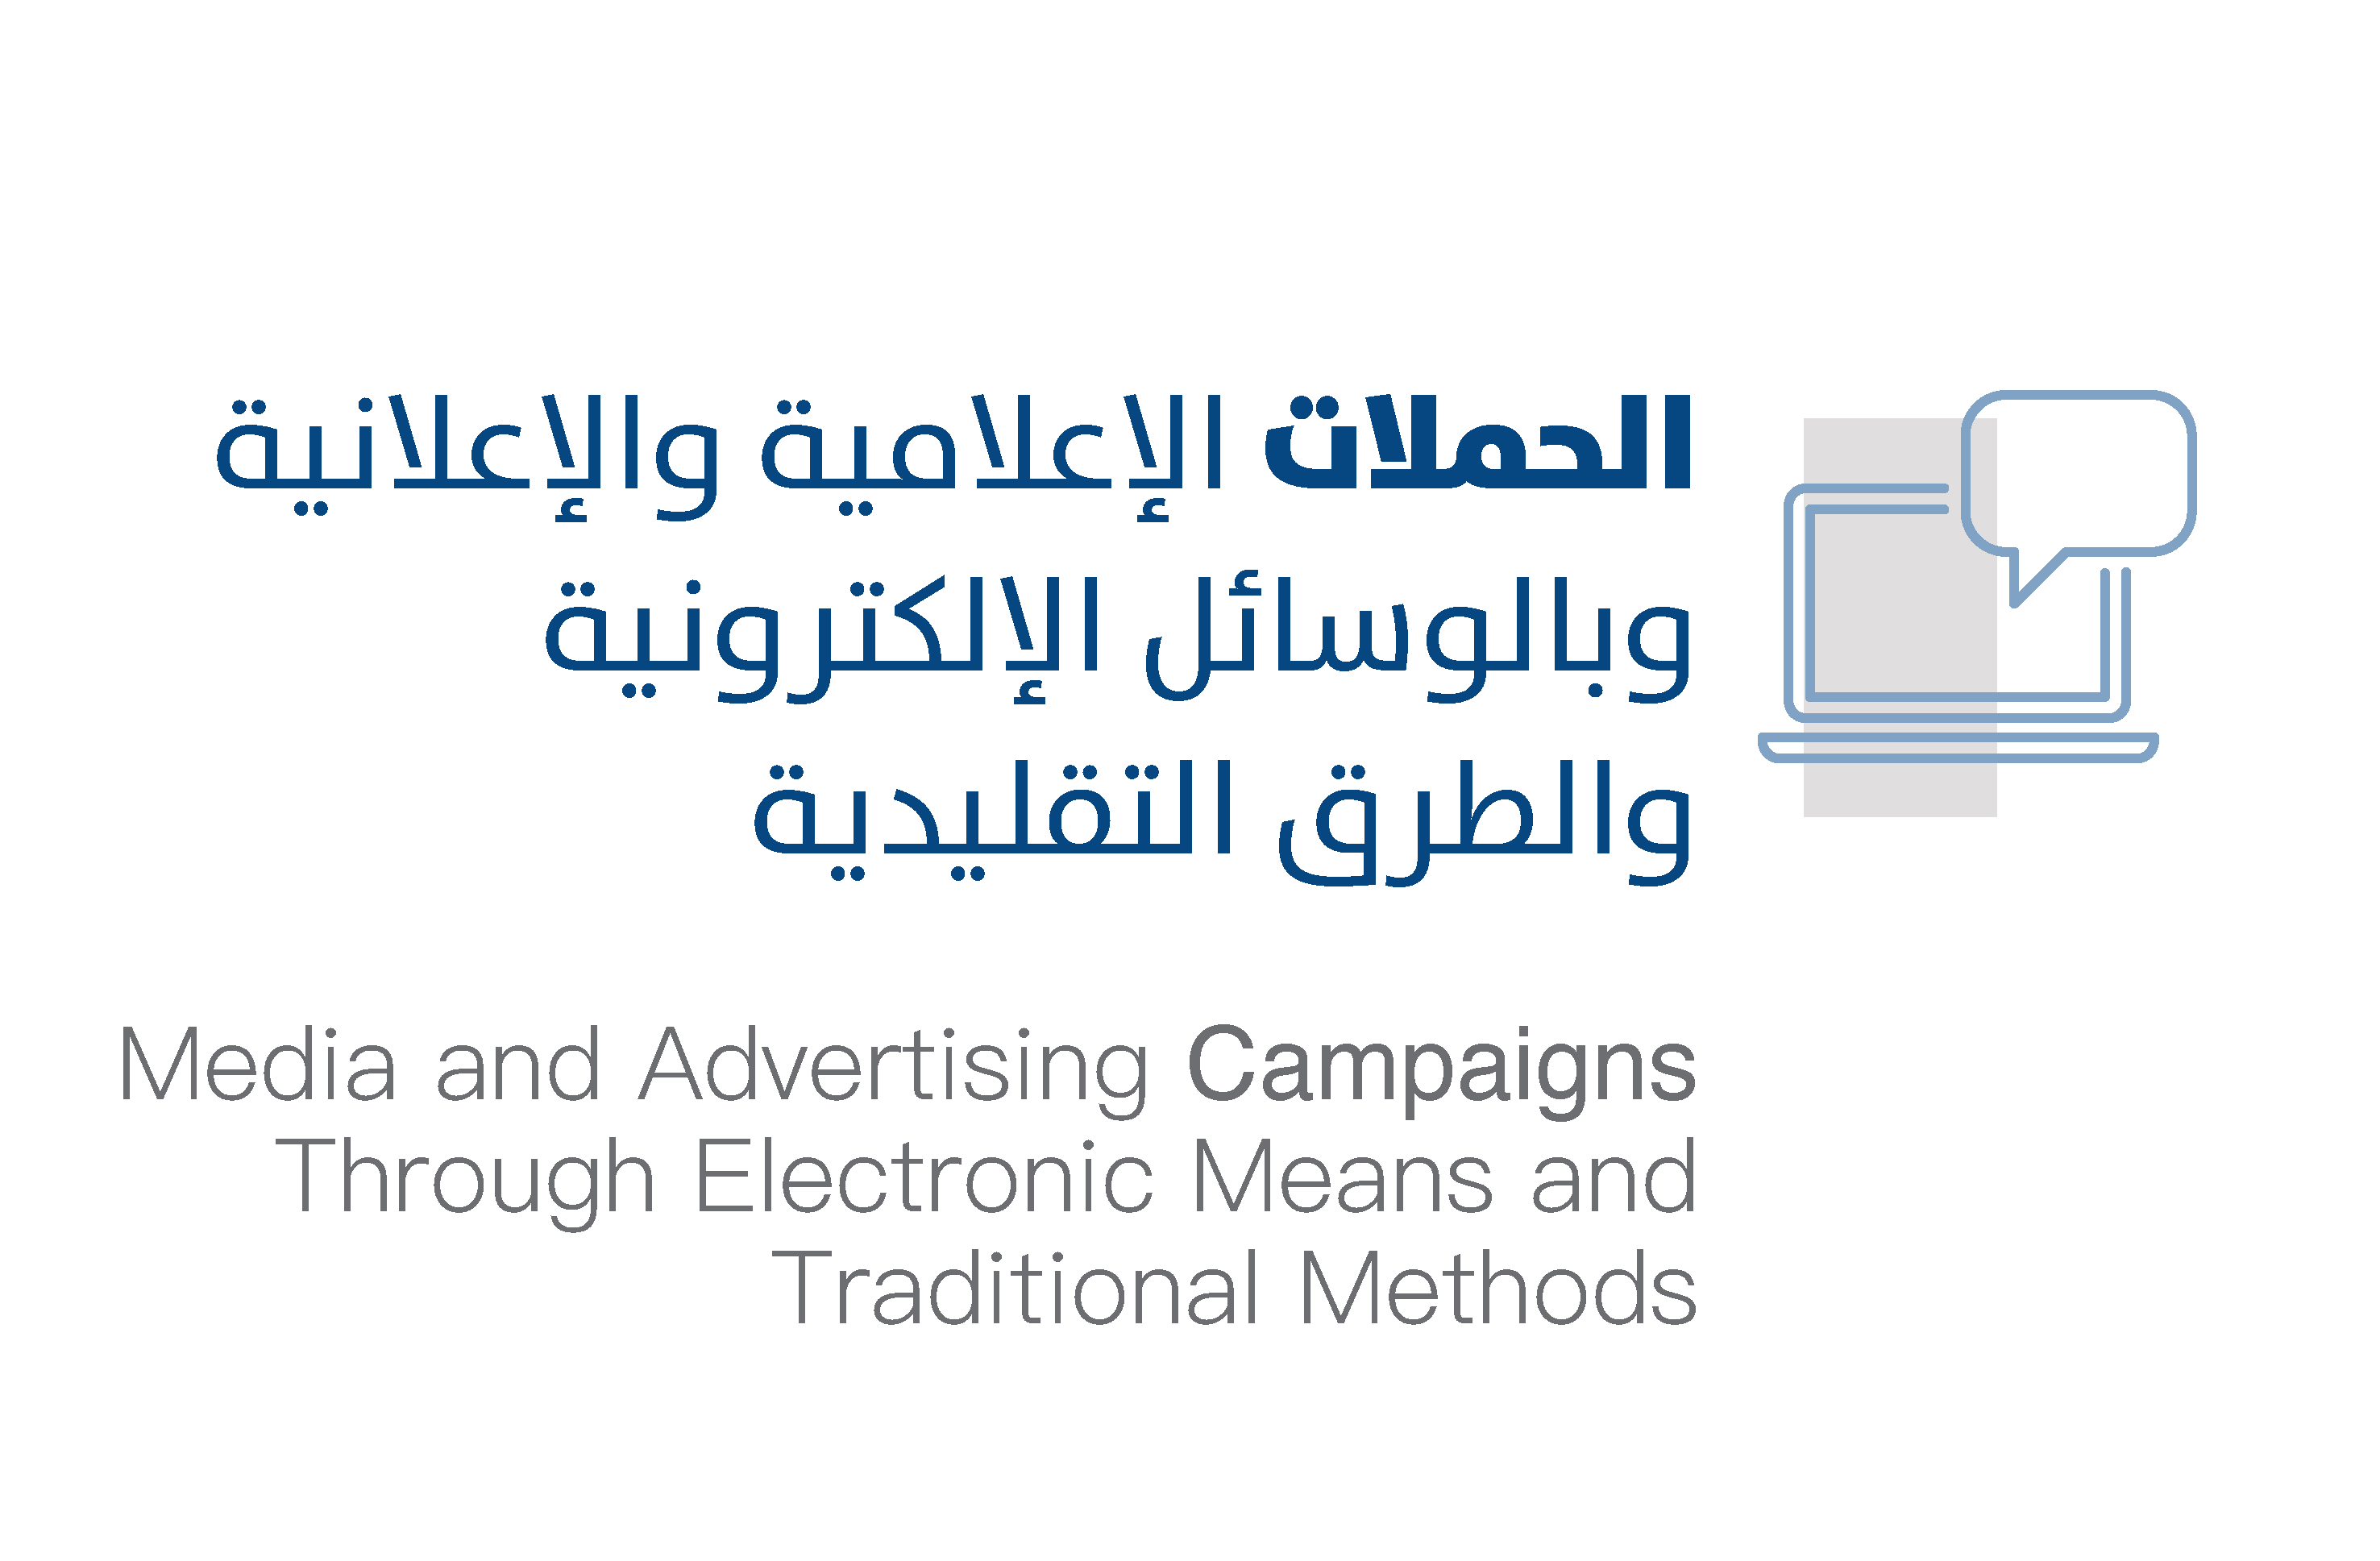 الحملات الإعلامية والإعلانية
وبالوسائل الإلكترونية
والطرق التقليدية
Media and Advertising Campaigns
Through Electronic Means and
Traditional Methods